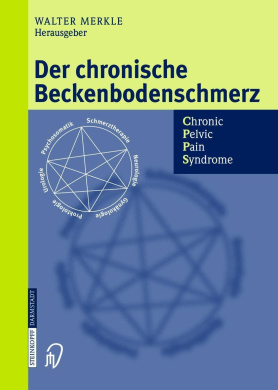 WALTER MERKLE
Herausgeber
Der chronische
Beckenbodenschmerz
Chronic
Pelvic
Pain
Syndrome
Schmerztherapie
Neurologie
Gynäkologie
Proktologie
Urologie
Psychosomatik
STEINKOPFF
DARMSTADT